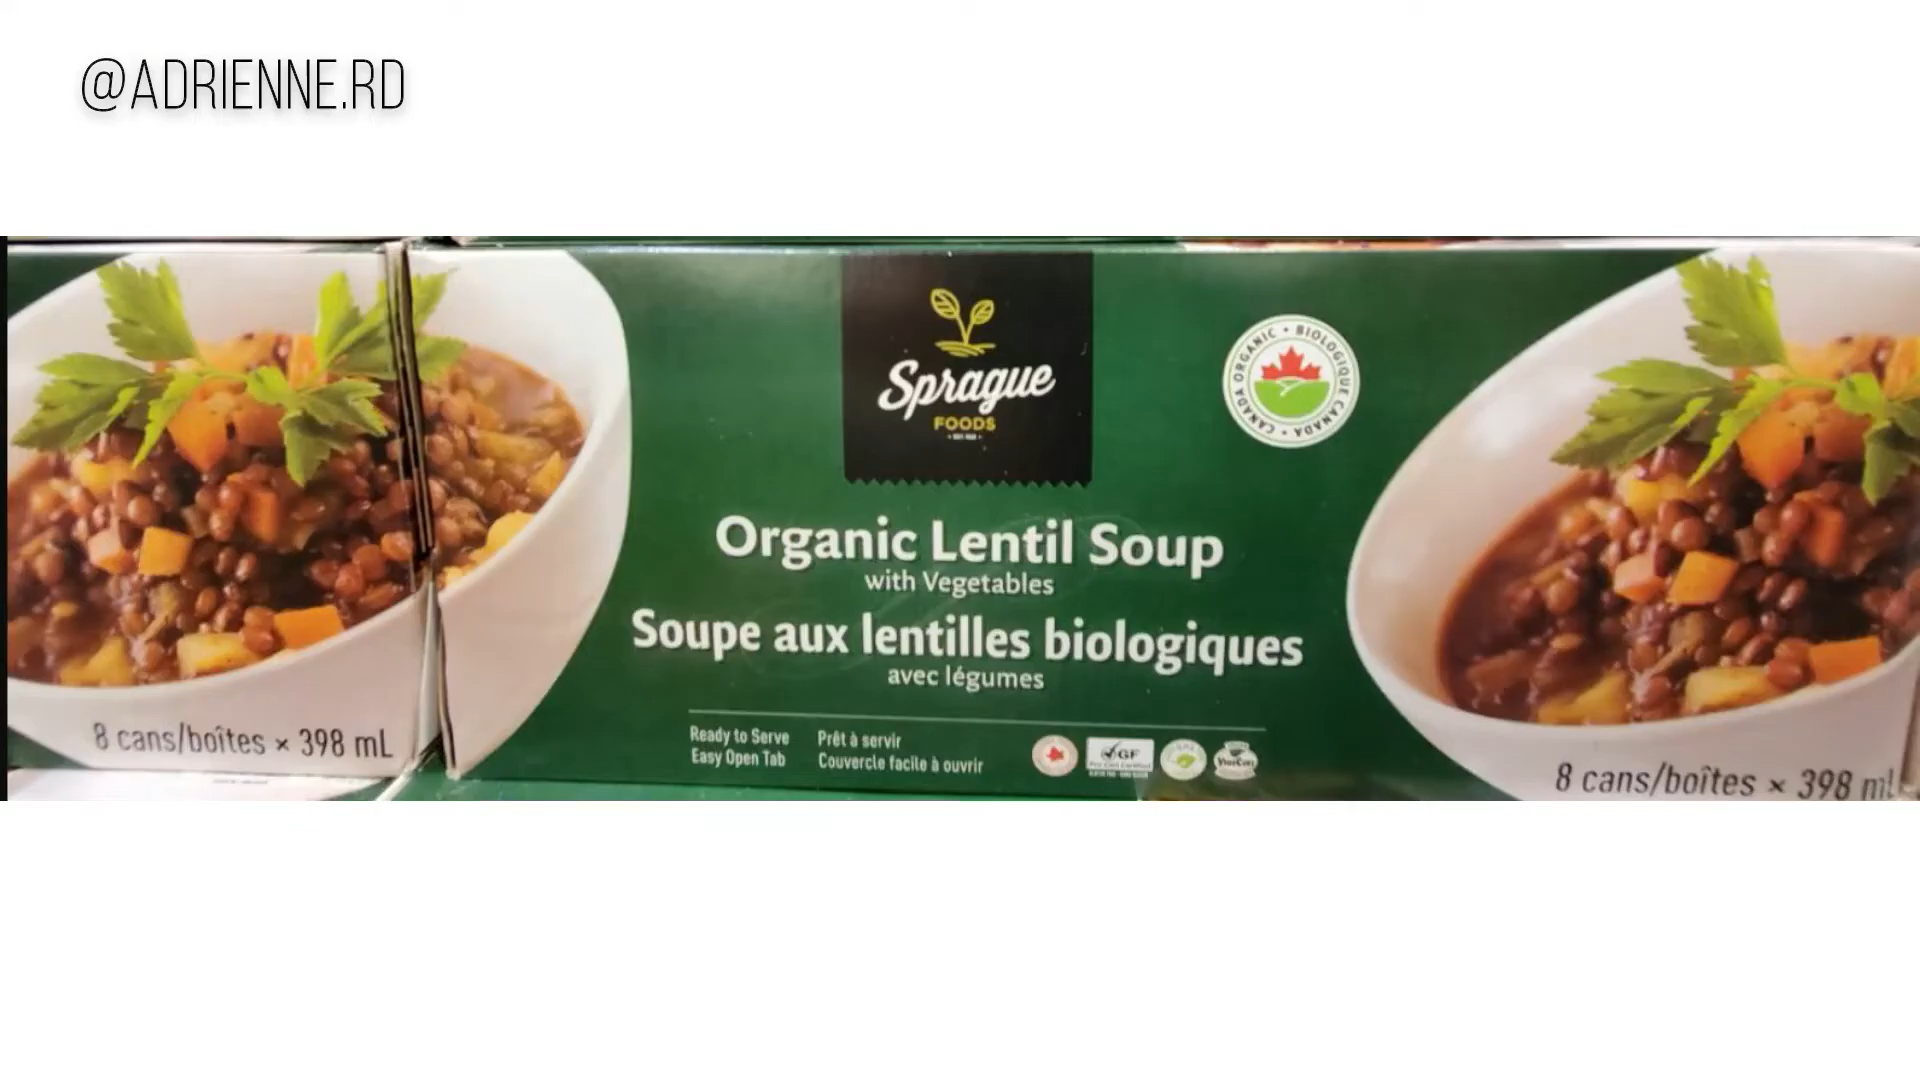 @ADRIENNE.RD
Sprague
FOODS
CANADA ORGANIC • BIOLOGIQUE CANADA •
Organic Lentil Soup
with Vegetables
Soupe aux lentilles biologiques
avec légumes
8 cans/boîtes × 398 mL
Ready to Serve
Easy Open Tab
Prêt à servir
Couvercle facile à ouvrir
GF
8 cans/boîtes × 398 mL